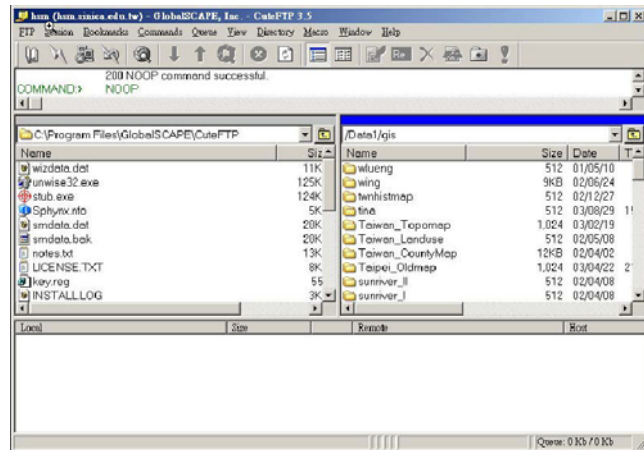 hsm (hsm.sinica.edu.tw) - GlobalSCAPE, Inc. - CuteFTP 3.5
FTP Session Bookmarks Commands Queue View Directory Macro Window Help
200 NOOP command successful.
COMMAND:> NOOP
C:\Program Files\GlobalSCAPE\CuteFTP
Name Siz
wizdata.dat 11K
unwise32.exe 125K
stub.exe 124K
Sphynx.nfo 5K
smdata.dat 20K
smdata.bak 20K
notes.txt 13K
LICENSE.TXT 8K
key.reg 55
INSTALL.LOG 3K
/Data1/gis
Name Size Date T
wlueng 512 01/05/10
wing 9KB 02/06/24
twnhistmap 512 02/12/27
tina 512 03/08/29 1
Taiwan_Topomap 1,024 03/02/19
Taiwan_Landuse 512 02/05/08
Taiwan_CountyMap 12KB 02/04/02
Taipei_Oldmap 1,024 03/04/22 2
sunriver_II 512 02/04/08
sunriver_I 512 02/04/08
Local Size Remote Host
Queue: 0 Kb / 0 Kb